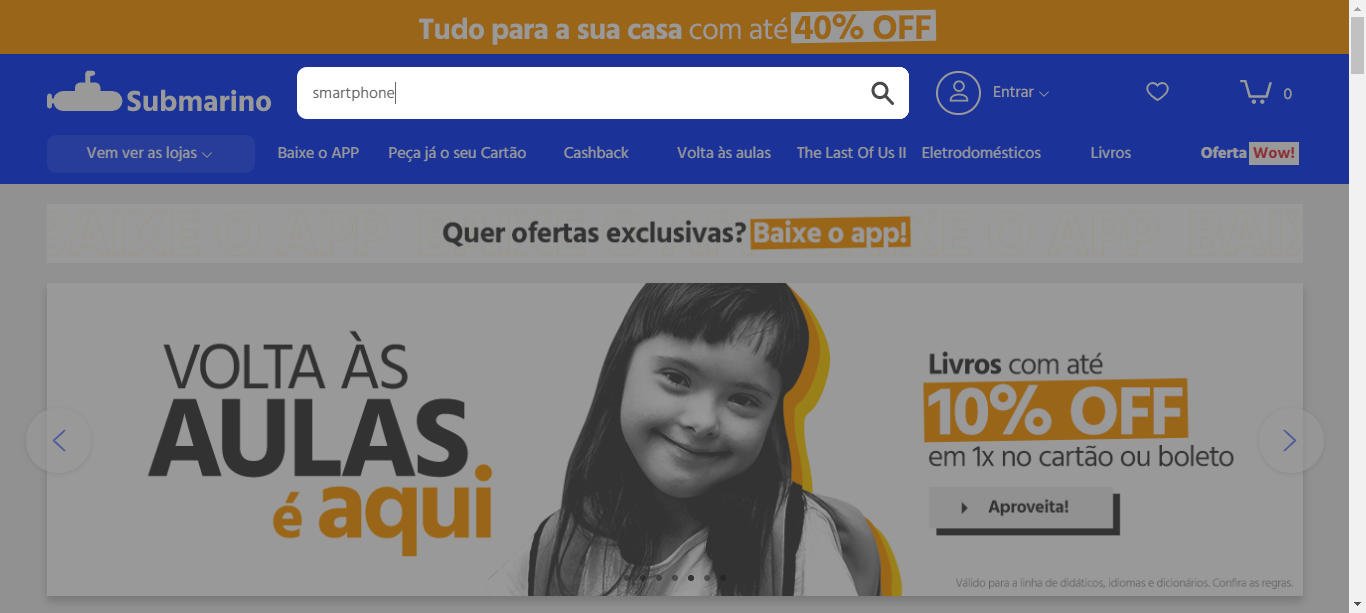 Tudo para a sua casa com até 40% OFF
Submarino
smartphone
Entrar
0
Vem ver as lojas
Baixe o APP
Peça já o seu Cartão
Cashback
Volta às aulas
The Last Of Us II
Eletrodomésticos
Livros
Oferta Wow!
Quer ofertas exclusivas? Baixe o app!
VOLTA ÀS
AULAS
é aqui
Livros com até
10% OFF
em 1x no cartão ou boleto
Aproveita!
Válido para a linha de didáticos, idiomas e dicionários. Confira as regras.